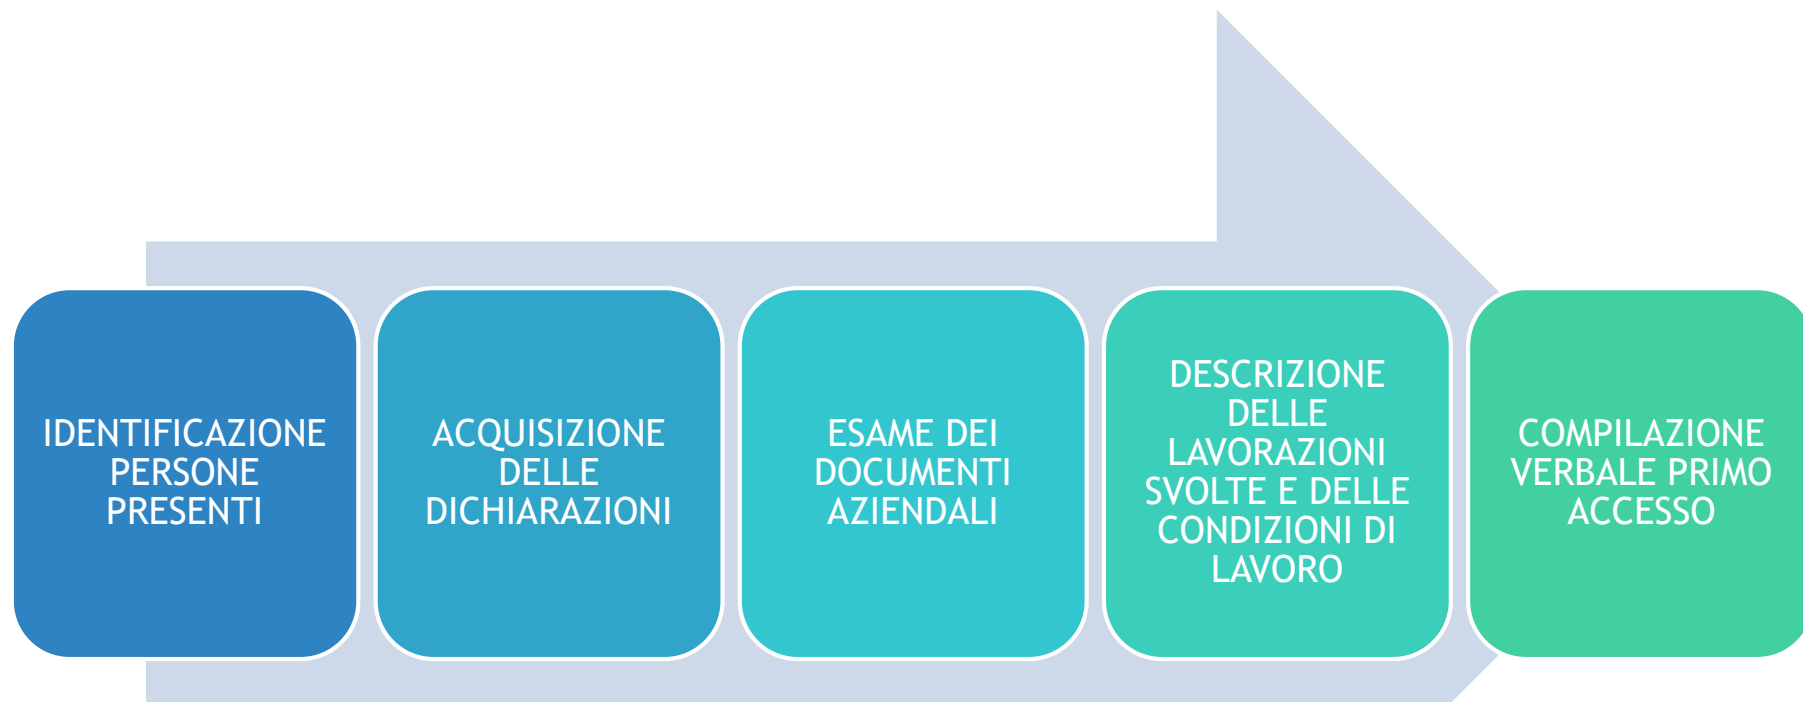 IDENTIFICAZIONE
PERSONE
PRESENTI
ACQUISIZIONE
DELLE
DICHIARAZIONI
ESAME DEI
DOCUMENTI
AZIENDALI
DESCRIZIONE
DELLE
LAVORAZIONI
SVOLTE E DELLE
CONDIZIONI DI
LAVORO
COMPILAZIONE
VERBALE PRIMO
ACCESSO